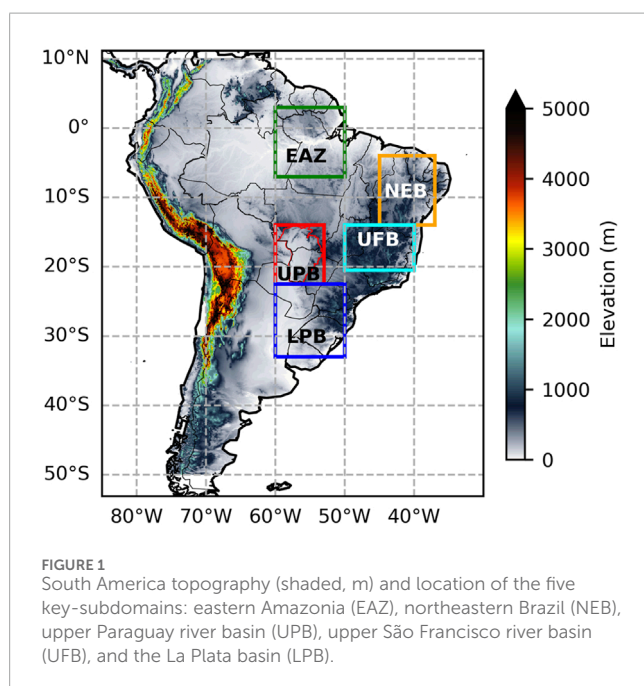 10°N
0°
10°S
20°S
30°S
40°S
50°S
80°W 70°W 60°W 50°W 40°W
EAZ
NEB
UFB
UPB
LPB
5000
4000
3000
2000
1000
0
Elevation (m)
FIGURE 1
South America topography (shaded, m) and location of the five
key-subdomains: eastern Amazonia (EAZ), northeastern Brazil (NEB),
upper Paraguay river basin (UPB), upper São Francisco river basin
(UFB), and the La Plata basin (LPB).